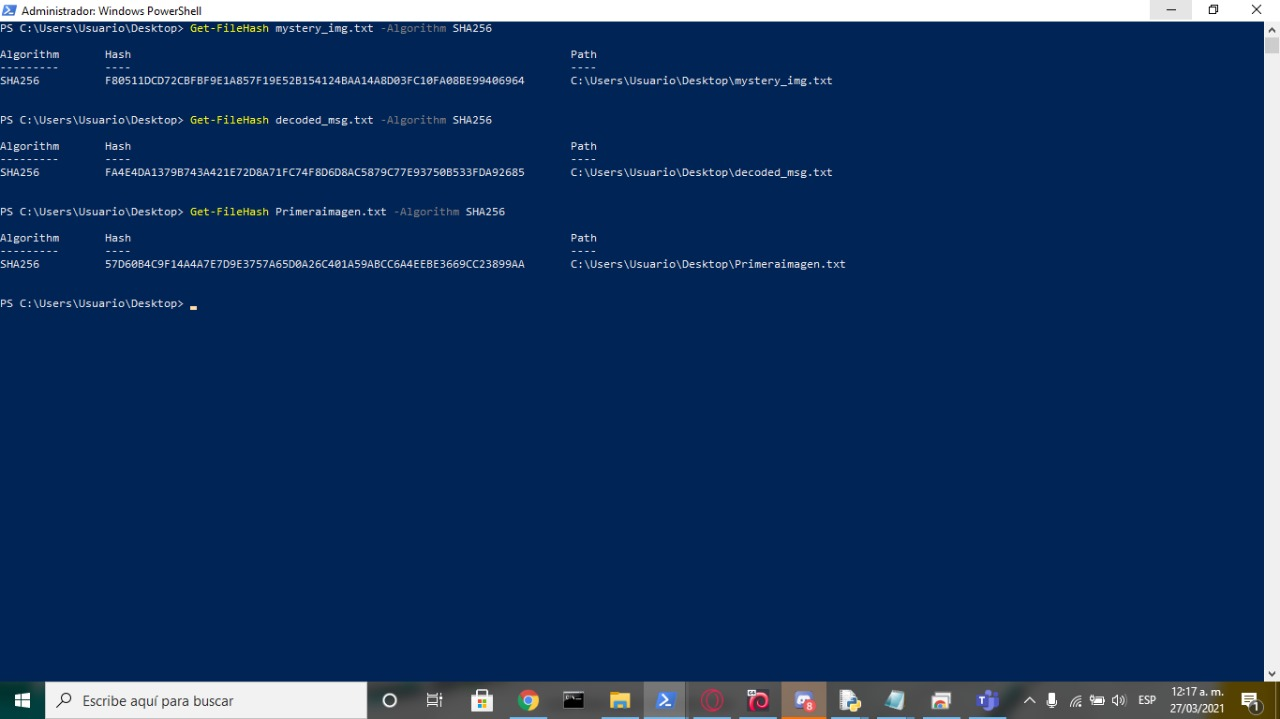 Administrador: Windows PowerShell
PS C:\Users\Usuario\Desktop> Get-FileHash mystery_img.txt -Algorithm SHA256
Algorithm Hash Path
--------- ---- ----
SHA256 F80511DCD72CBFBF9E1A857F19E52B154124BAA14A8D03FC10FA08BE99406964 C:\Users\Usuario\Desktop\mystery_img.txt
PS C:\Users\Usuario\Desktop> Get-FileHash decoded_msg.txt -Algorithm SHA256
Algorithm Hash Path
--------- ---- ----
SHA256 FA4E4DA1379B743A421E72D8A71FC74F8D6D8AC5879C77E93750B533FDA92685 C:\Users\Usuario\Desktop\decoded_msg.txt
PS C:\Users\Usuario\Desktop> Get-FileHash Primeraimagen.txt -Algorithm SHA256
Algorithm Hash Path
--------- ---- ----
SHA256 57D60B4C9F14A4A7E7D9E3757A65D0A26C401A59ABCC6A4EEBE3669CC23899AA C:\Users\Usuario\Desktop\Primeraimagen.txt
PS C:\Users\Usuario\Desktop>
Escribe aquí para buscar
8
ESP
12:17 a. m.
27/03/2021
1